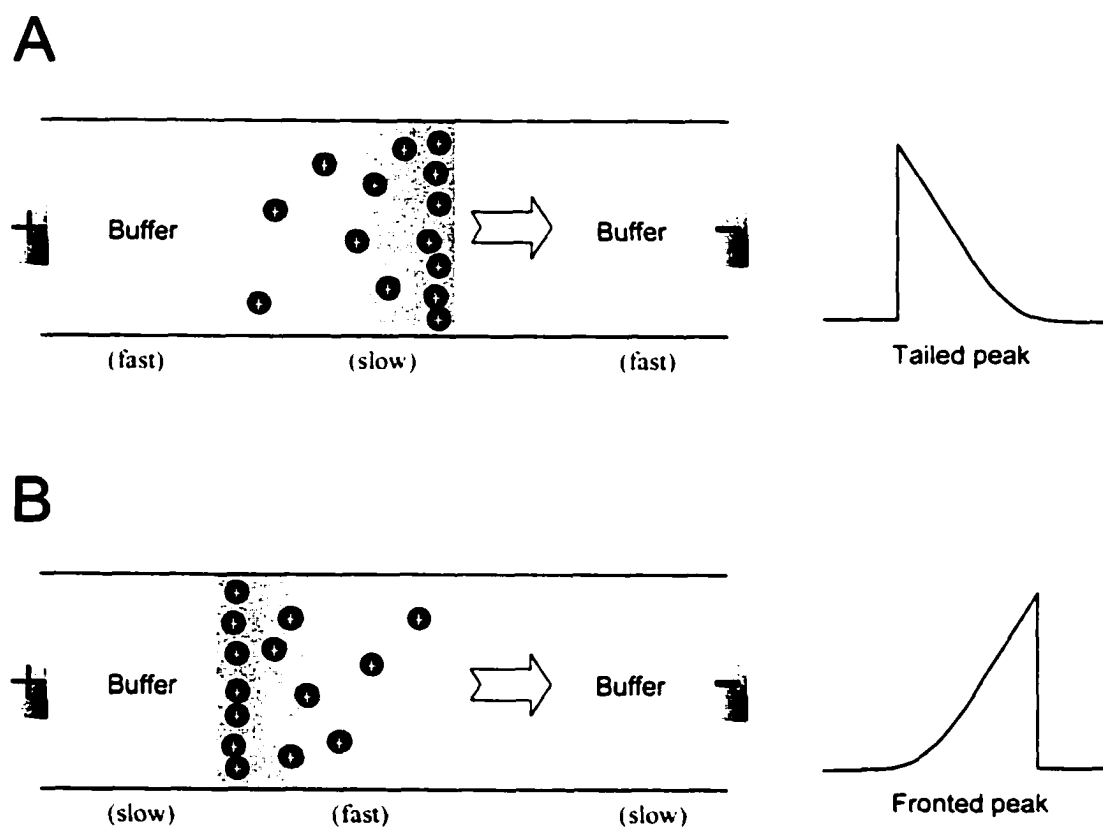 A
Buffer
Buffer
(fast)
(slow)
(fast)
Tailed peak
B
Buffer
Buffer
(slow)
(fast)
(slow)
Fronted peak